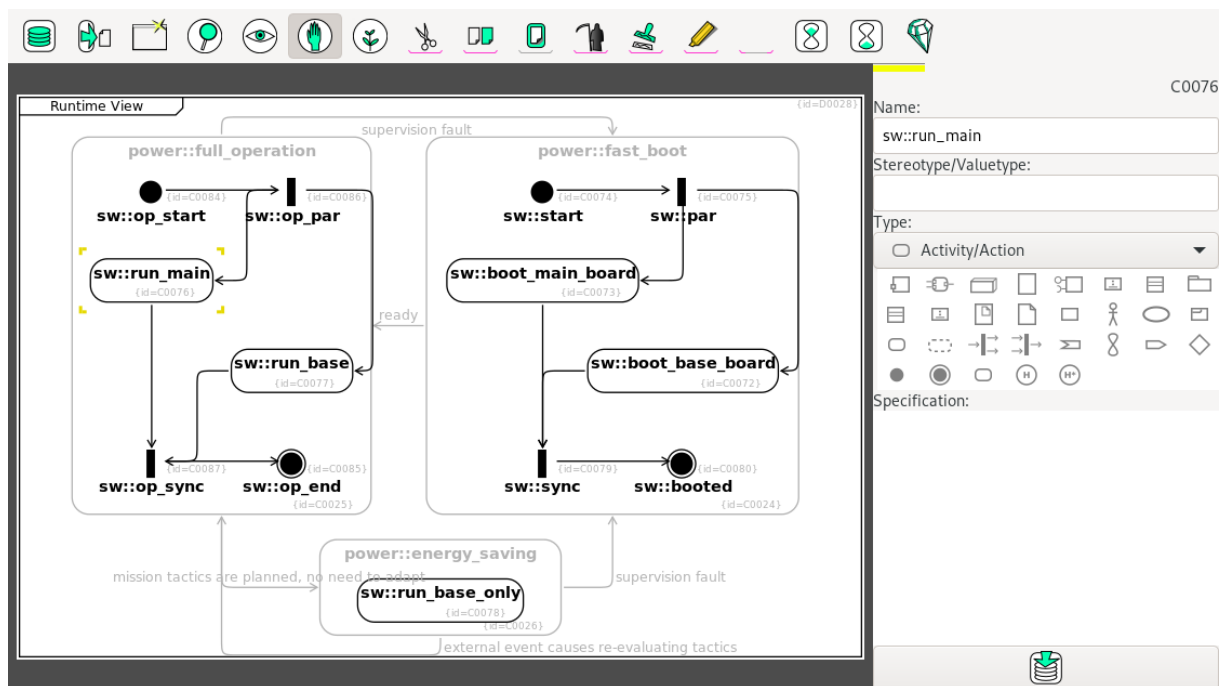 C0076
Runtime View
{id=D0028}
Name:
sw::run_main
supervision fault
power::full_operation
power::fast_boot
Stereotype/Valuetype:
{id=C0084}
{id=C0086}
{id=C0074}
{id=C0075}
sw::op_start
sw::op_par
sw::start
sw::par
Type:
Activity/Action
sw::run_main
{id=C0076}
sw::boot_main_board
{id=C0073}
ready
sw::run_base
{id=C0077}
sw::boot_base_board
{id=C0072}
Specification:
{id=C0087}
{id=C0085}
{id=C0079}
{id=C0080}
sw::op_sync
sw::op_end
sw::sync
sw::booted
{id=C0025}
{id=C0024}
power::energy_saving
mission tactics are planned, no need to adapt
supervision fault
sw::run_base_only
{id=C0078}
{id=C0026}
external event causes re-evaluating tactics
H
H*